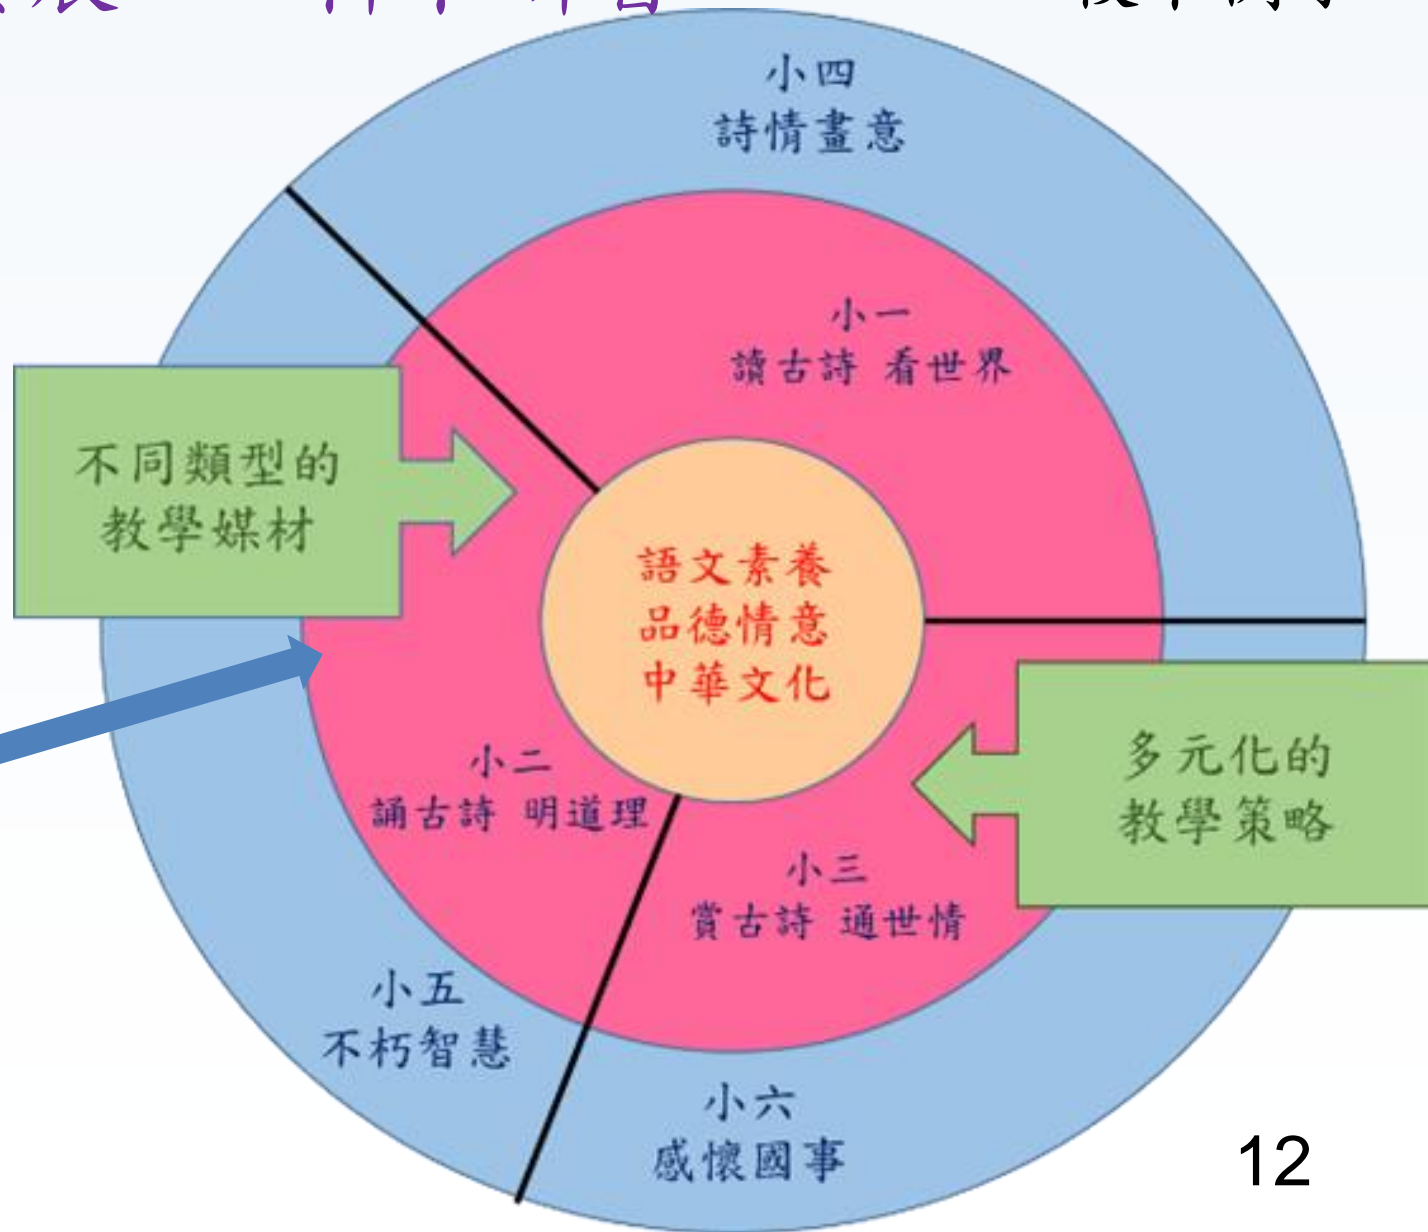 小四
詩情畫意
小一
讀古詩 看世界
不同類型的
教學媒材
語文素養
品德情意
中華文化
多元化的
教學策略
小二
誦古詩 明道理
小三
賞古詩 通世情
小五
不朽智慧
小六
感懷國事
12